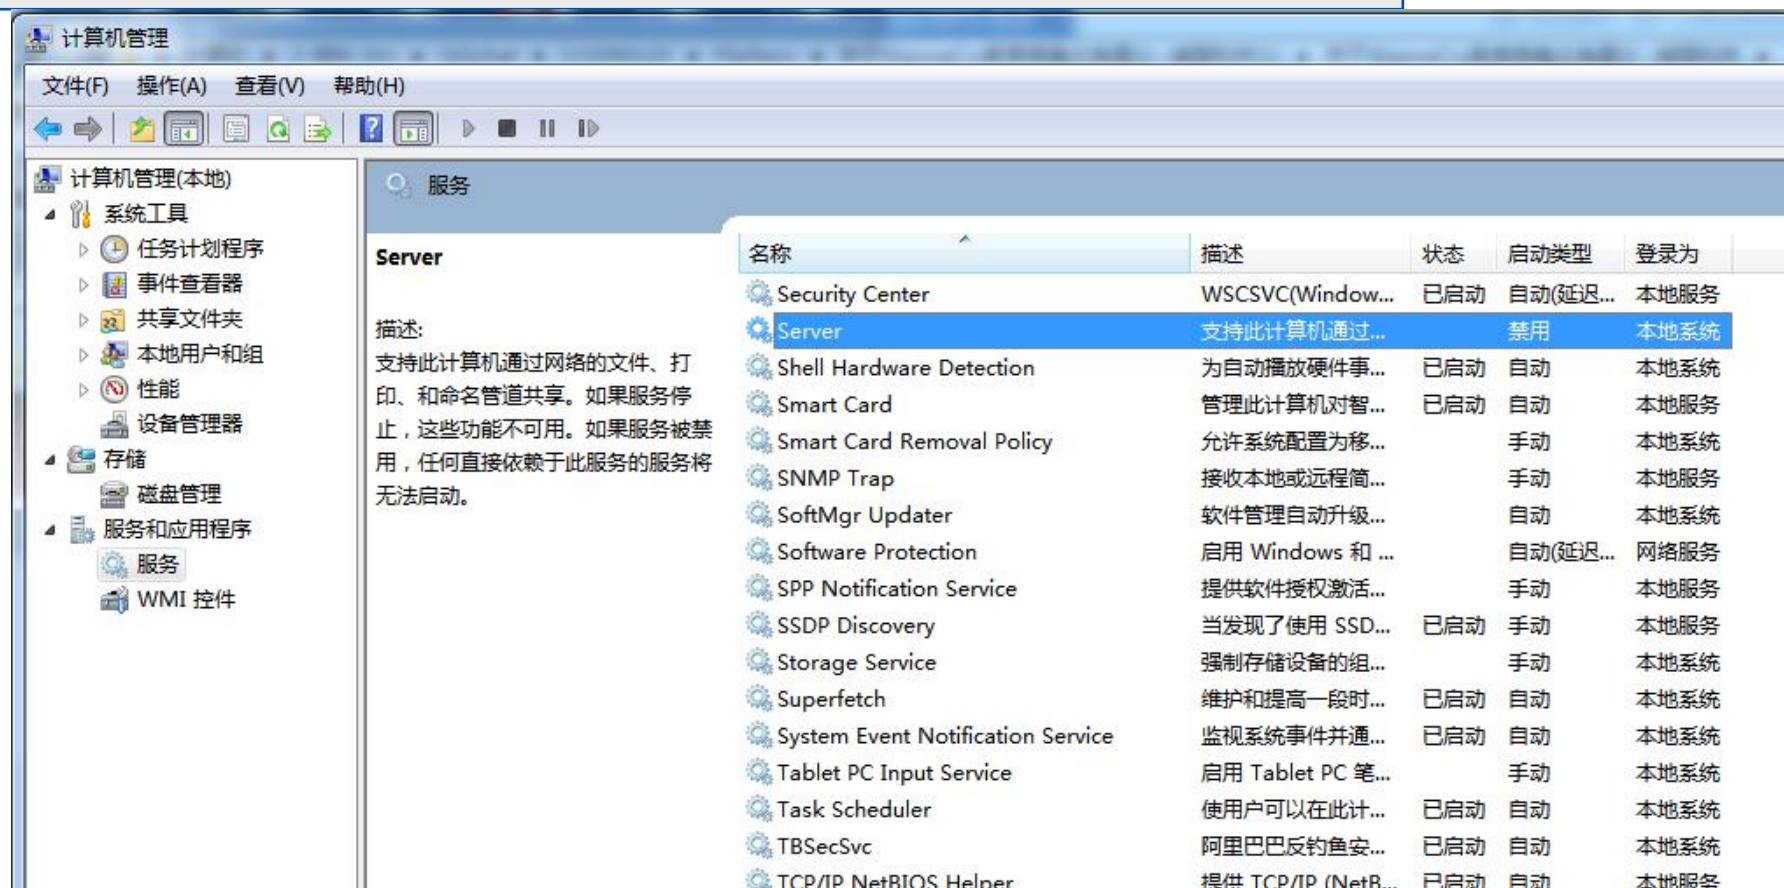 计算机管理
文件(F) 操作(A) 查看(V) 帮助(H)
计算机管理(本地)
系统工具
任务计划程序
事件查看器
共享文件夹
本地用户和组
性能
设备管理器
存储
磁盘管理
服务和应用程序
服务
WMI 控件
服务
Server
描述:
支持此计算机通过网络的文件、打
印、和命名管道共享。如果服务停
止，这些功能不可用。如果服务被禁
用，任何直接依赖于此服务的服务将
无法启动。
名称 描述 状态 启动类型 登录为
Security Center WSCSVC(Window... 已启动 自动(延迟... 本地服务
Server 支持此计算机通过... 禁用 本地系统
Shell Hardware Detection 为自动播放硬件事... 已启动 自动 本地系统
Smart Card 管理此计算机对智... 已启动 自动 本地服务
Smart Card Removal Policy 允许系统配置为移... 手动 本地系统
SNMP Trap 接收本地或远程简... 手动 本地服务
SoftMgr Updater 软件管理自动升级... 自动 本地系统
Software Protection 启用 Windows 和 ... 自动(延迟... 网络服务
SPP Notification Service 提供软件授权激活... 手动 本地服务
SSDP Discovery 当发现了使用 SSD... 已启动 手动 本地服务
Storage Service 强制存储设备的组... 手动 本地系统
Superfetch 维护和提高一段时... 已启动 自动 本地系统
System Event Notification Service 监视系统事件并通... 已启动 自动 本地系统
Tablet PC Input Service 启用 Tablet PC 笔... 手动 本地系统
Task Scheduler 使用户可以在此计... 已启动 自动 本地系统
TBSecSvc 阿里巴巴反钓鱼安... 已启动 自动 本地系统
TCP/IP NetBIOS Helper 提供 TCP/IP (NetB... 已启动 自动 本地服务